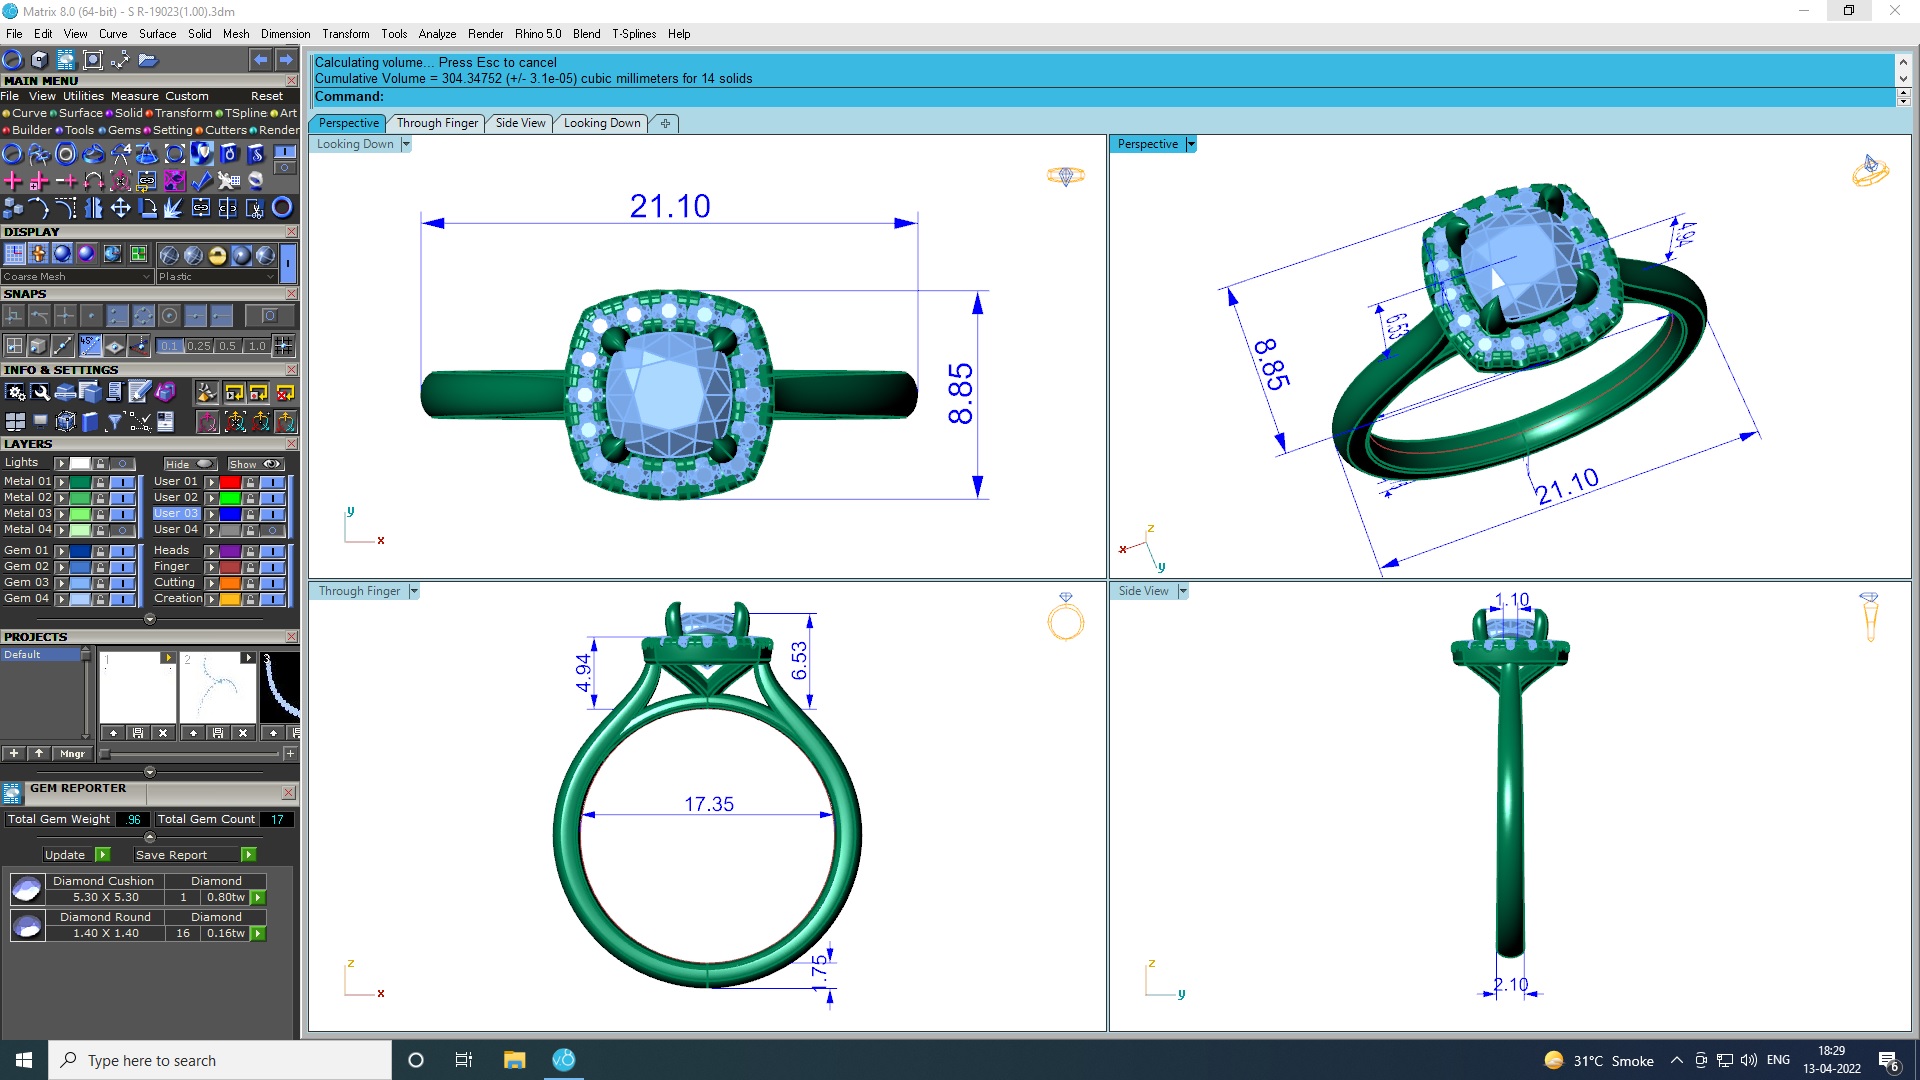 Matrix 8.0 (64-bit) - S R-19023(1.00).3dm
File Edit View Curve Surface Solid Mesh Dimension Transform Tools Analyze Render Rhino 5.0 Blend T-Splines Help
Calculating volume... Press Esc to cancel
Cumulative Volume = 304.34752 (+/- 3.1e-05) cubic millimeters for 14 solids
Command:
MAIN MENU
File View Utilities Measure Custom Reset
Curve Surface Solid Transform TSpline Art
Builder Tools Gems Setting Cutters Render
DISPLAY
Coarse Mesh Plastic
SNAPS
45°
0.1 0.25 0.5 1.0
INFO & SETTINGS
LAYERS
Lights Hide Show
Metal 01 User 01
Metal 02 User 02
Metal 03 User 03
Metal 04 User 04
Gem 01 Heads
Gem 02 Finger
Gem 03 Cutting
Gem 04 Creation
PROJECTS
Default
1 2 3
Mngr
GEM REPORTER
Total Gem Weight .96 Total Gem Count 17
Update Save Report
Diamond Cushion Diamond
5.30 X 5.30 1 0.80tw
Diamond Round Diamond
1.40 X 1.40 16 0.16tw
Perspective Through Finger Side View Looking Down
Looking Down
21.10
8.85
y
x
Perspective
4.94
6.53
8.85
21.10
z
x
y
Through Finger
4.94
6.53
17.35
1.75
z
x
Side View
1.10
2.10
z
y
Type here to search
31°C Smoke
ENG
18:29
13-04-2022
6